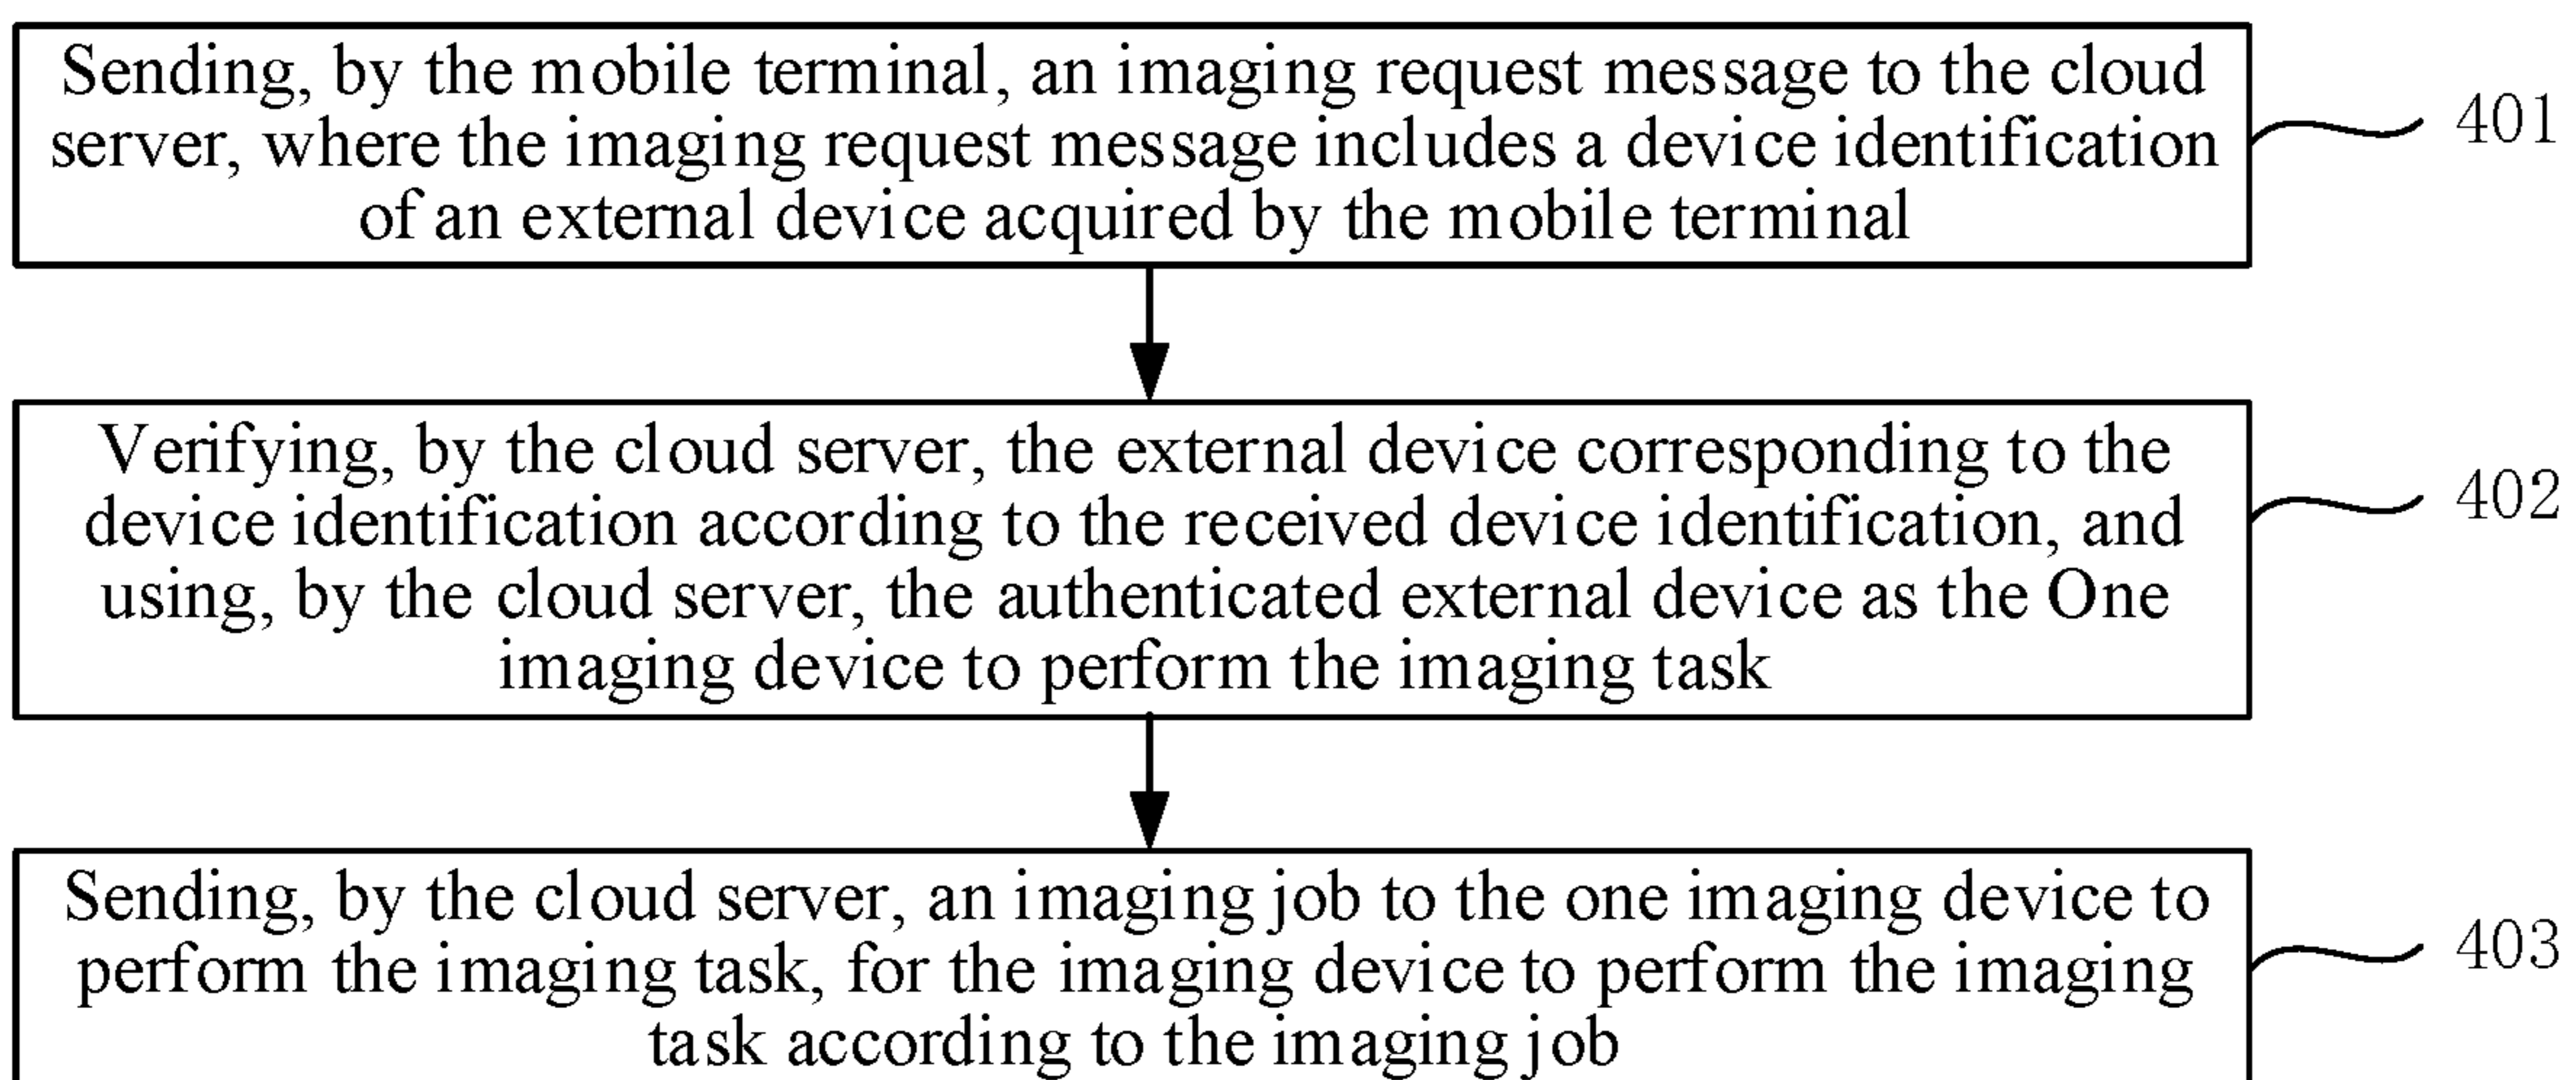 Sending, by the mobile terminal, an imaging request message to the cloud
server, where the imaging request message includes a device identification
of an external device acquired by the mobile terminal
401
Verifying, by the cloud server, the external device corresponding to the
device identification according to the received device identification, and
using, by the cloud server, the authenticated external device as the One
imaging device to perform the imaging task
402
Sending, by the cloud server, an imaging job to the one imaging device to
perform the imaging task, for the imaging device to perform the imaging
task according to the imaging job
403